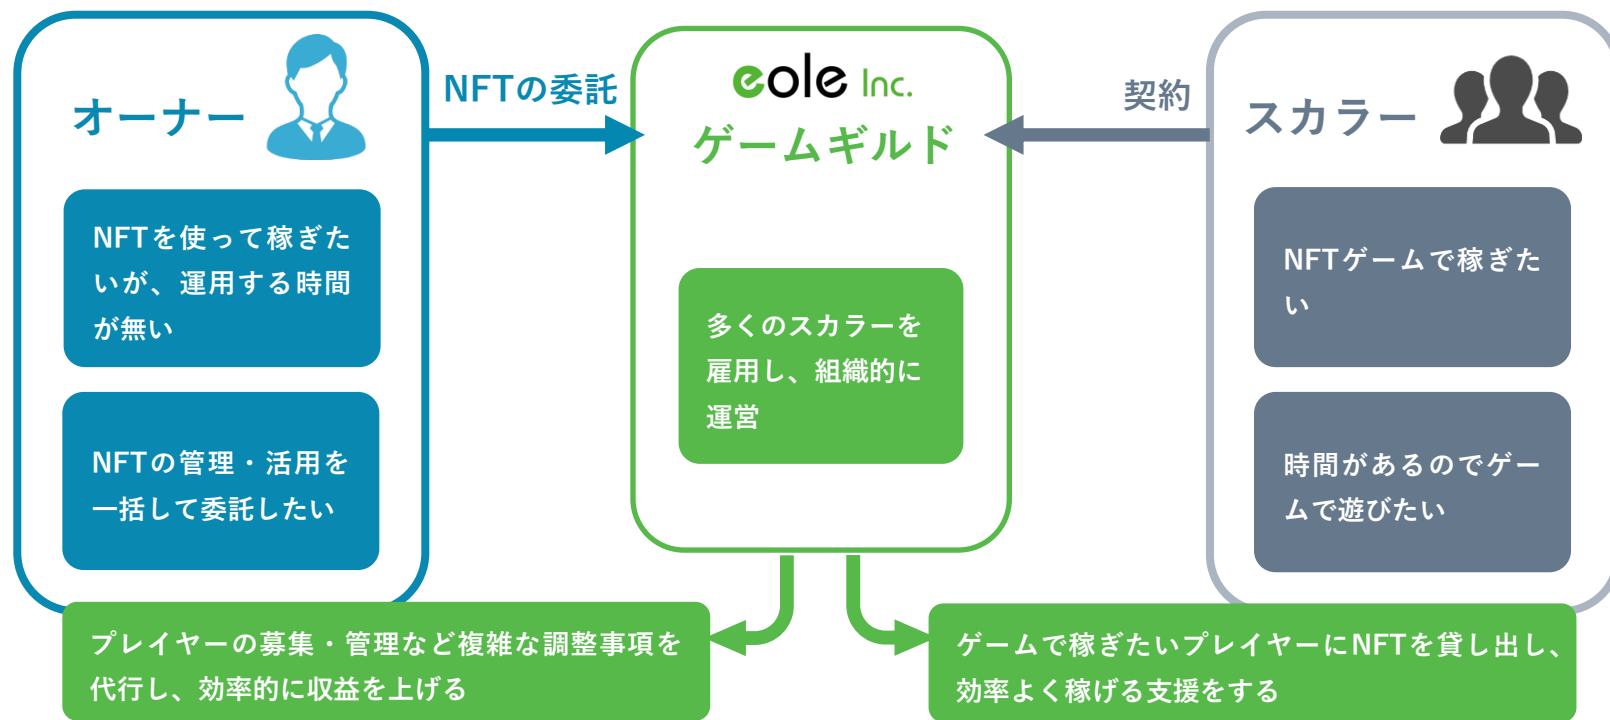 オーナー
NFTの委託
eole Inc.
ゲームギルド
契約
スカラー
NFTを使って稼ぎた
いが、運用する時間
が無い
NFTの管理・活用を
一括して委託したい
多くのスカラーを
雇用し、組織的に
運営
NFTゲームで稼ぎた
い
時間があるのでゲー
ムで遊びたい
プレイヤーの募集・管理など複雑な調整事項を
代行し、効率的に収益を上げる
ゲームで稼ぎたいプレイヤーにNFTを貸し出し、
効率よく稼げる支援をする